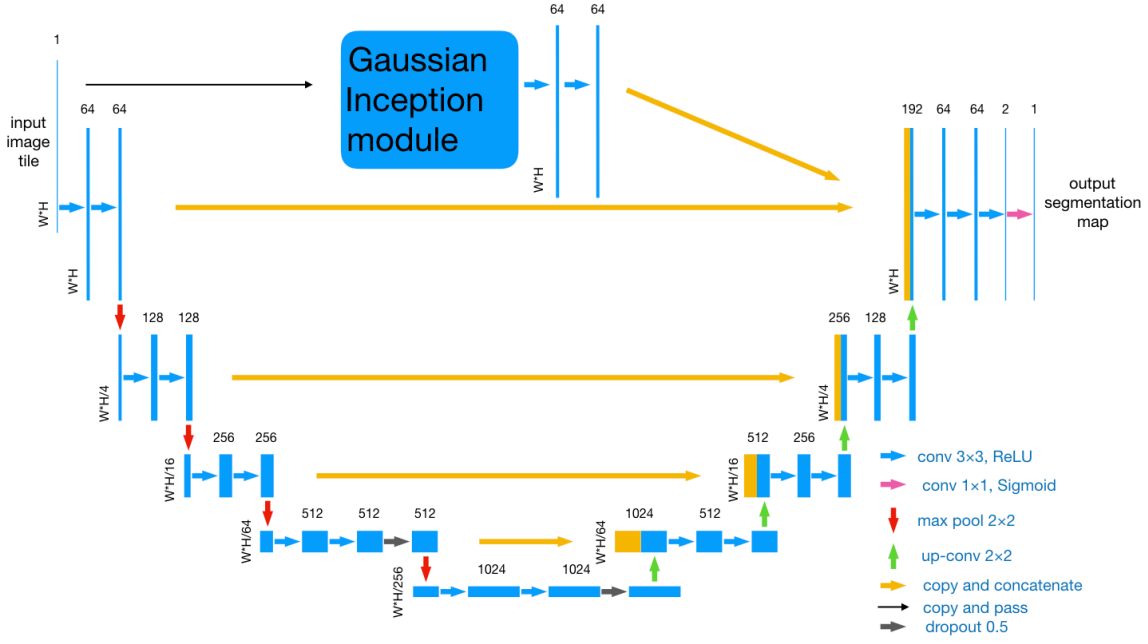 1
64
64
input
image
tile
W*H
W*H
Gaussian
Inception
module
64
64
W*H
192
64
64
2
1
output
segmentation
map
W*H
128
128
W*H/4
256
128
W*H/4
256
256
W*H/16
512
256
W*H/16
512
512
512
W*H/64
1024
512
W*H/64
1024
1024
W*H/256
conv 3×3, ReLU
conv 1×1, Sigmoid
max pool 2×2
up-conv 2×2
copy and concatenate
copy and pass
dropout 0.5